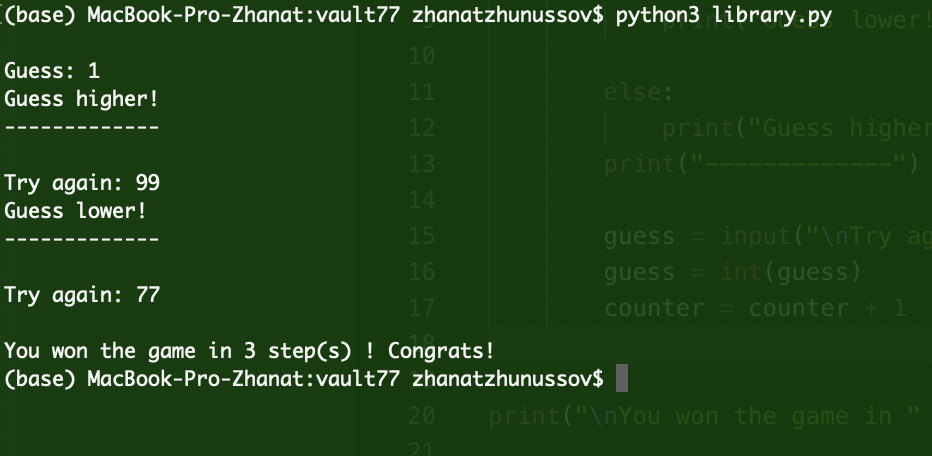 (base) MacBook-Pro-Zhanat:vault77 zhanatzhunussov$ python3 library.py
Guess: 1
Guess higher!
-------------
Try again: 99
Guess lower!
-------------
Try again: 77
You won the game in 3 step(s) ! Congrats!
(base) MacBook-Pro-Zhanat:vault77 zhanatzhunussov$
10
11 else:
12 print("Guess higher
13 print("-------------")
14
15 guess = input("\nTry ag
16 guess = int(guess)
17 counter = counter + 1
18
20 print("\nYou won the game in "
21